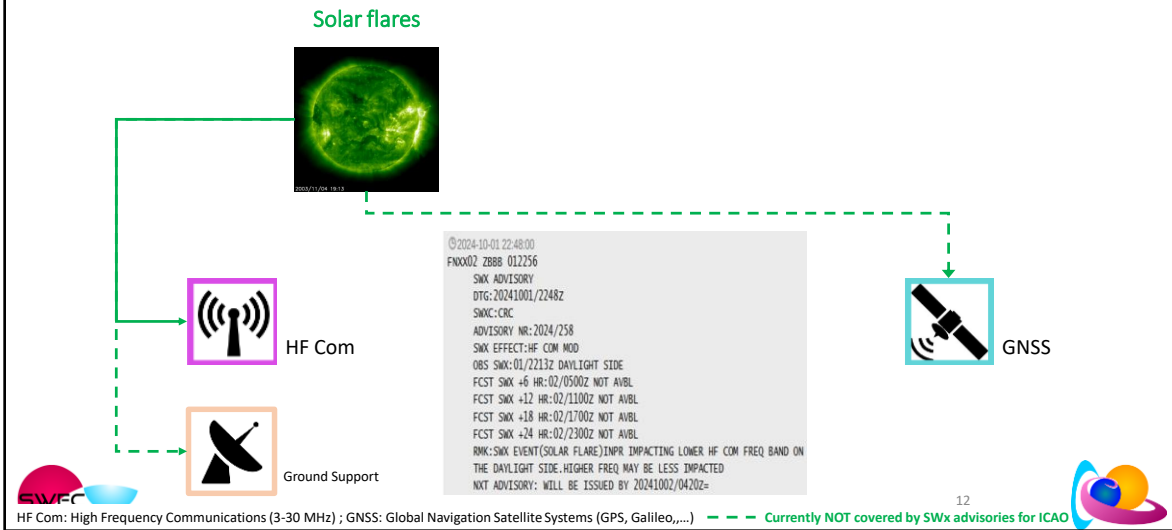 Solar flares
2003/11/04 19:13
2024-10-01 22:48:00
FNXX02 ZBBB 012256
SWX ADVISORY
DTG:20241001/2248Z
SWXC:CRC
ADVISORY NR:2024/258
SWX EFFECT:HF COM MOD
OBS SWX:01/2213Z DAYLIGHT SIDE
FCST SWX +6 HR:02/0500Z NOT AVBL
FCST SWX +12 HR:02/1100Z NOT AVBL
FCST SWX +18 HR:02/1700Z NOT AVBL
FCST SWX +24 HR:02/2300Z NOT AVBL
RMK:SWX EVENT(SOLAR FLARE)INPR IMPACTING LOWER HF COM FREQ BAND ON
THE DAYLIGHT SIDE.HIGHER FREQ MAY BE LESS IMPACTED
NXT ADVISORY: WILL BE ISSUED BY 20241002/0420Z=
HF Com
GNSS
Ground Support
SWEC
12
HF Com: High Frequency Communications (3-30 MHz) ; GNSS: Global Navigation Satellite Systems (GPS, Galileo,,...) Currently NOT covered by SWx advisories for ICAO